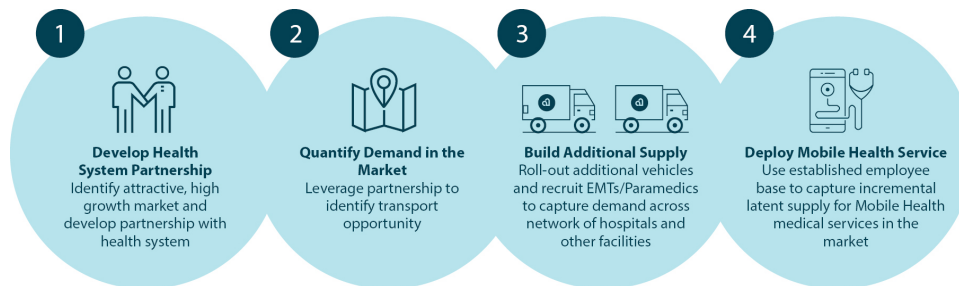 1
Develop Health
System Partnership
Identify attractive, high
growth market and
develop partnership with
health system
2
Quantify Demand in the
Market
Leverage partnership to
identify transport
opportunity
3
Build Additional Supply
Roll-out additional vehicles
and recruit EMTs/Paramedics
to capture demand across
network of hospitals and
other facilities
4
Deploy Mobile Health Service
Use established employee
base to capture incremental
latent supply for Mobile Health
medical services in the
market